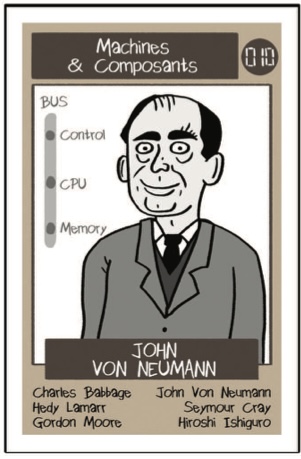 Machines
& Composants
010
BUS
Control
CPU
Memory
JOHN
VON NEUMANN
Charles Babbage John Von Neumann
Hedy Lamarr Seymour Cray
Gordon Moore Hiroshi Ishiguro